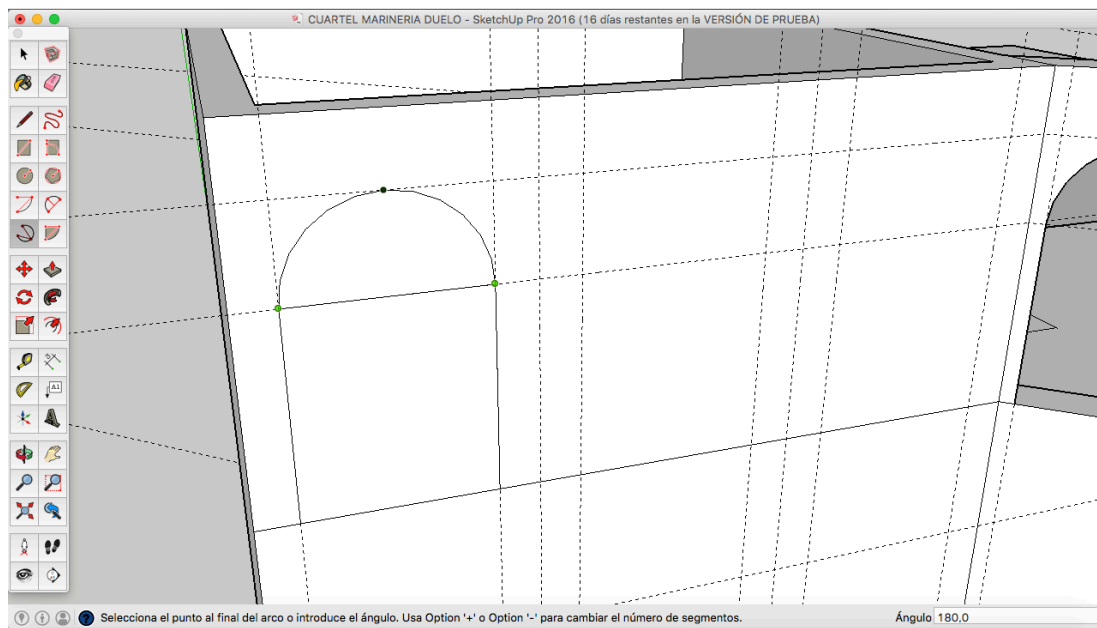 CUARTEL MARINERIA DUELO - SketchUp Pro 2016 (16 días restantes en la VERSIÓN DE PRUEBA)
A1
Selecciona el punto al final del arco o introduce el ángulo. Usa Option '+' o Option '-' para cambiar el número de segmentos.
Ángulo 180,0